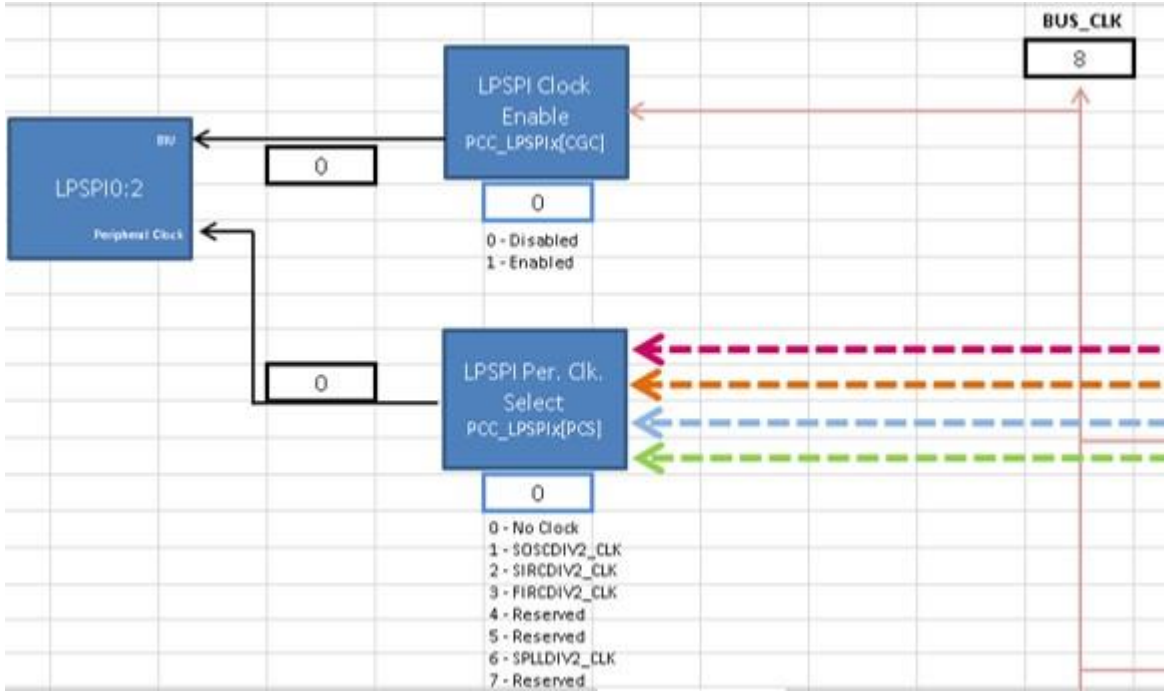 BUS_CLK
8
LPSPI Clock
Enable
PCC_LPSPIx[CGC]
BIU
0
LPSPI0:2
Peripheral Clock
0
0 - Disabled
1 - Enabled
LPSPI Per. Clk.
Select
PCC_LPSPIx[PCS]
0
0
0 - No Clock
1 - SOSCDIV2_CLK
2 - SIRCDIV2_CLK
3 - FIRCDIV2_CLK
4 - Reserved
5 - Reserved
6 - SPLLDIV2_CLK
7 - Reserved